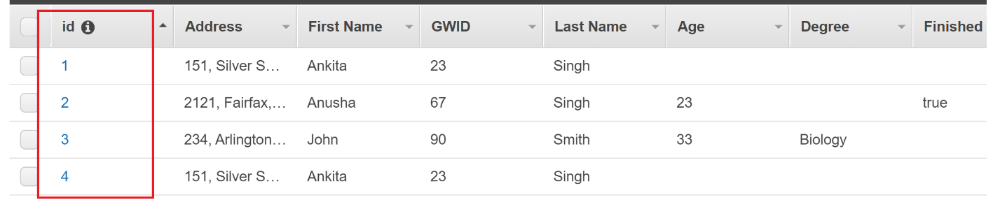 id Address First Name GWID Last Name Age Degree Finished
1 151, Silver S... Ankita 23 Singh
2 2121, Fairfax,... Anusha 67 Singh 23 true
3 234, Arlington... John 90 Smith 33 Biology
4 151, Silver S... Ankita 23 Singh